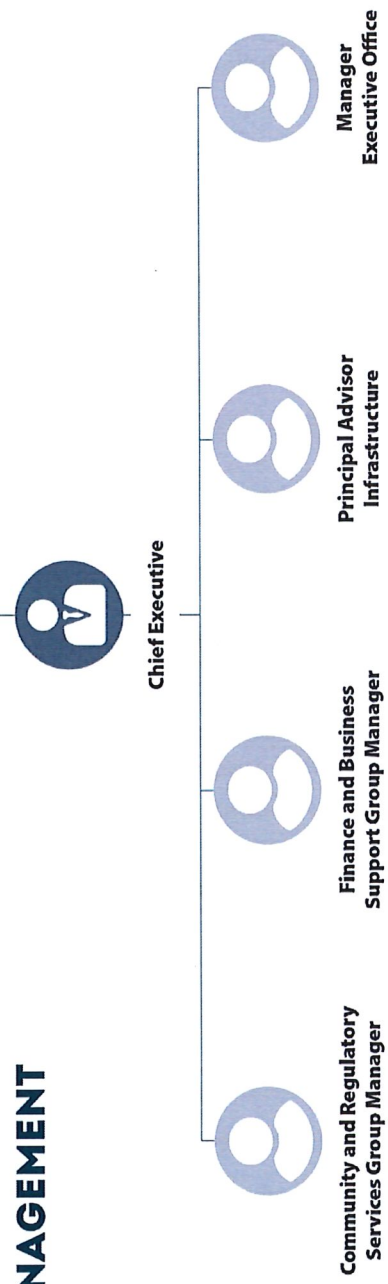 NAGEMENT
Chief Executive
Community and Regulatory
Services Group Manager
Finance and Business
Support Group Manager
Principal Advisor
Infrastructure
Manager
Executive Office